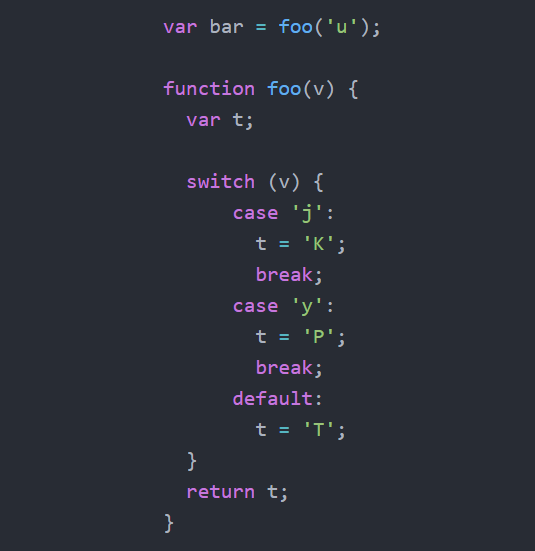 var bar = foo('u');

function foo(v) {
  var t;

  switch (v) {
      case 'j':
        t = 'K';
        break;
      case 'y':
        t = 'P';
        break;
      default:
        t = 'T';
  }
  return t;
}